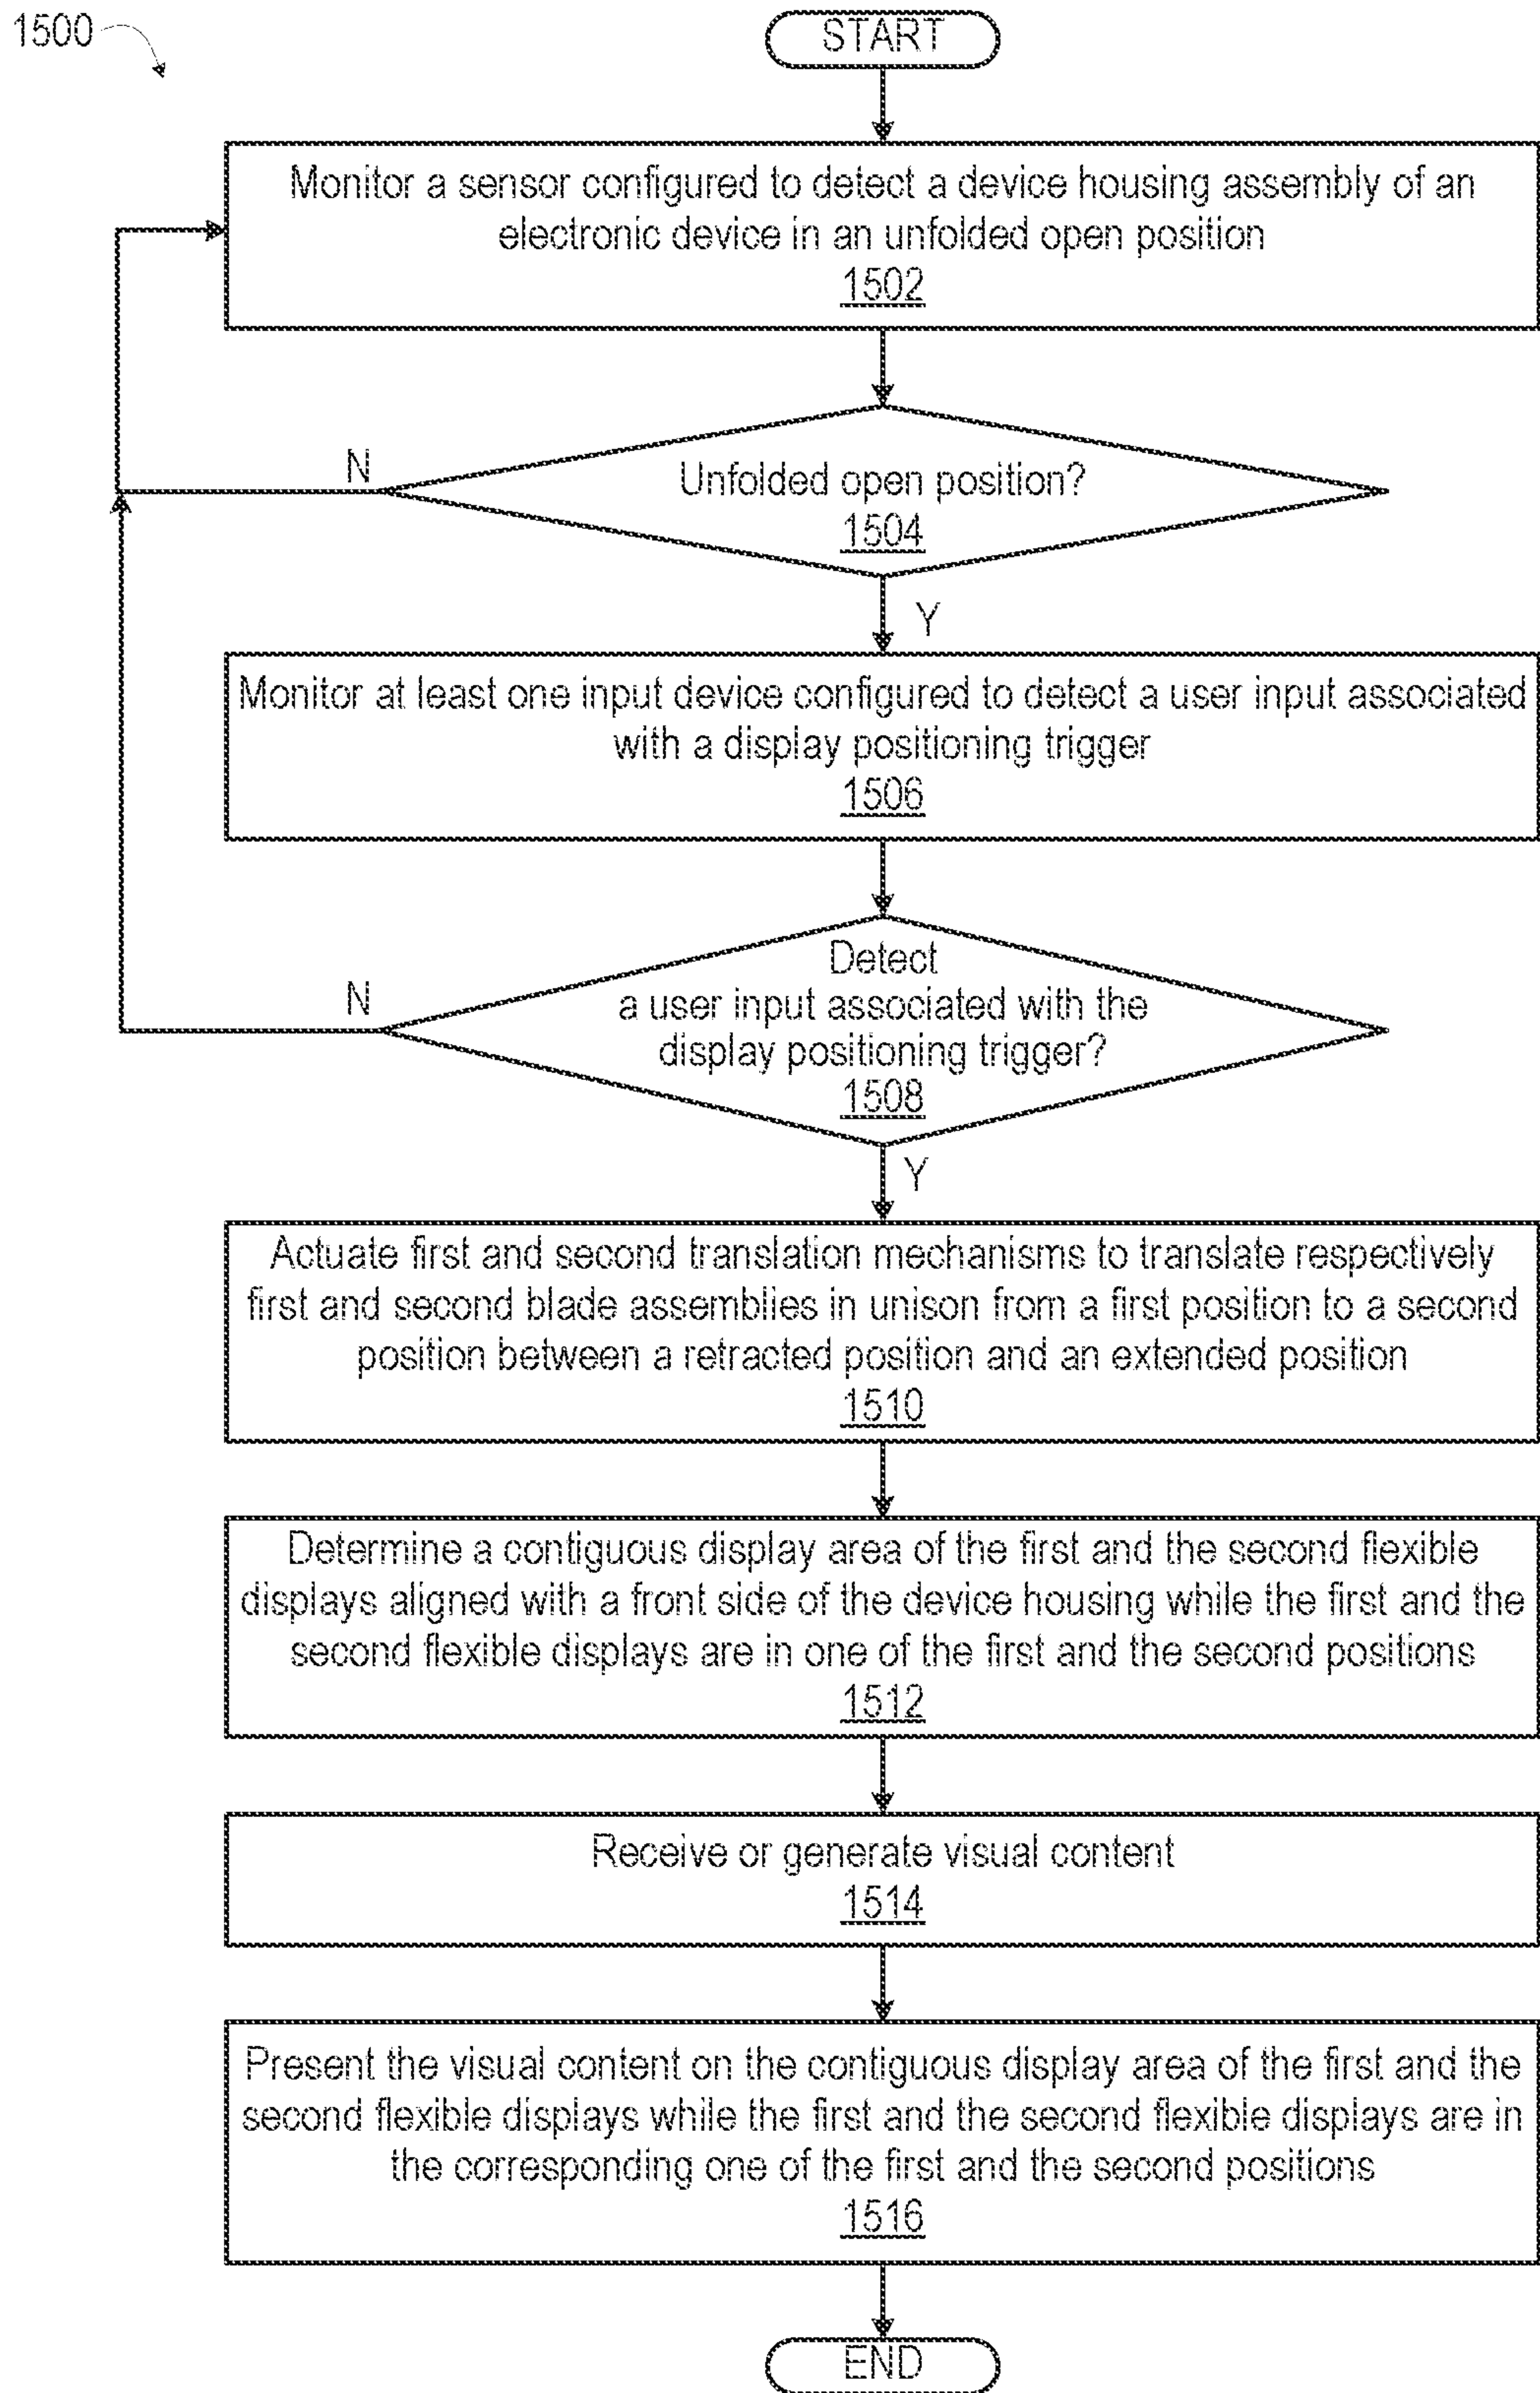 1500
START
Monitor a sensor configured to detect a device housing assembly of an
electronic device in an unfolded open position
1502
Unfolded open position?
1504
N
Y
Monitor at least one input device configured to detect a user input associated
with a display positioning trigger
1506
Detect
a user input associated with the
display positioning trigger?
1508
N
Y
Actuate first and second translation mechanisms to translate respectively
first and second blade assemblies in unison from a first position to a second
position between a retracted position and an extended position
1510
Determine a contiguous display area of the first and the second flexible
displays aligned with a front side of the device housing while the first and the
second flexible displays are in one of the first and the second positions
1512
Receive or generate visual content
1514
Present the visual content on the contiguous display area of the first and the
second flexible displays while the first and the second flexible displays are in
the corresponding one of the first and the second positions
1516
END